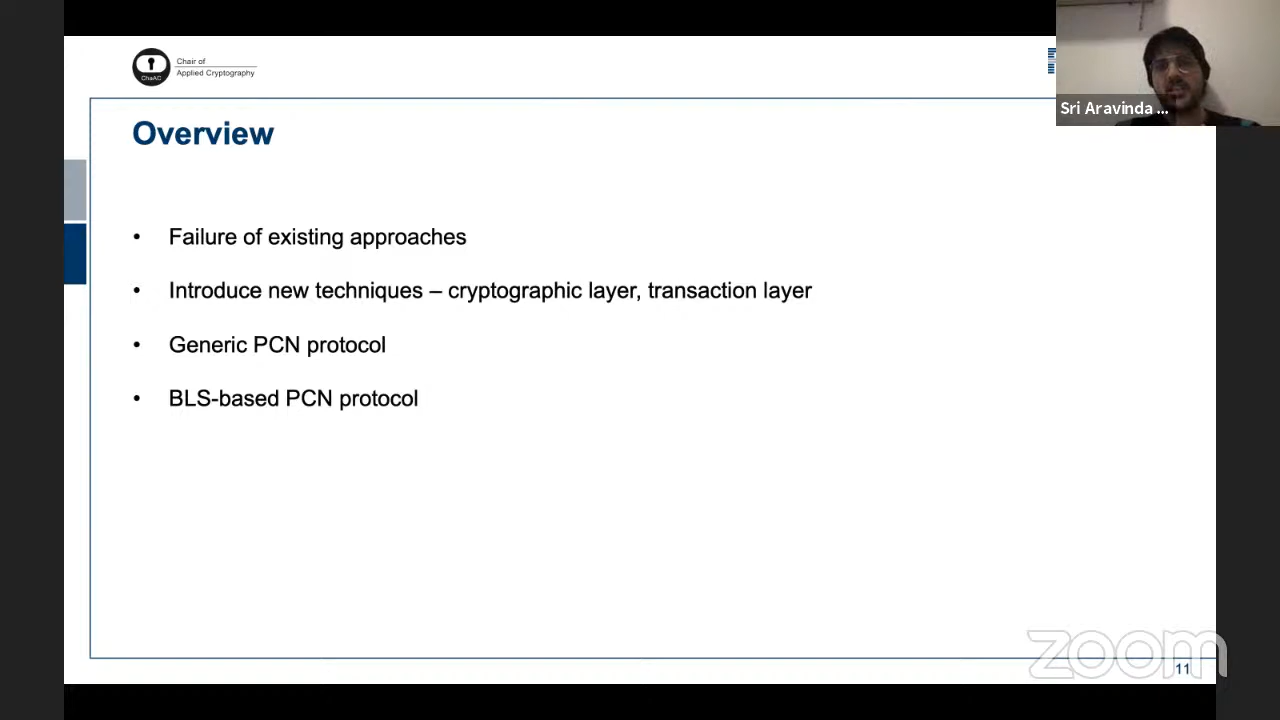 Chair of
Applied Cryptography
ChaAC
Sri Aravinda ...
Overview
• Failure of existing approaches
• Introduce new techniques – cryptographic layer, transaction layer
• Generic PCN protocol
• BLS-based PCN protocol
zoom
11